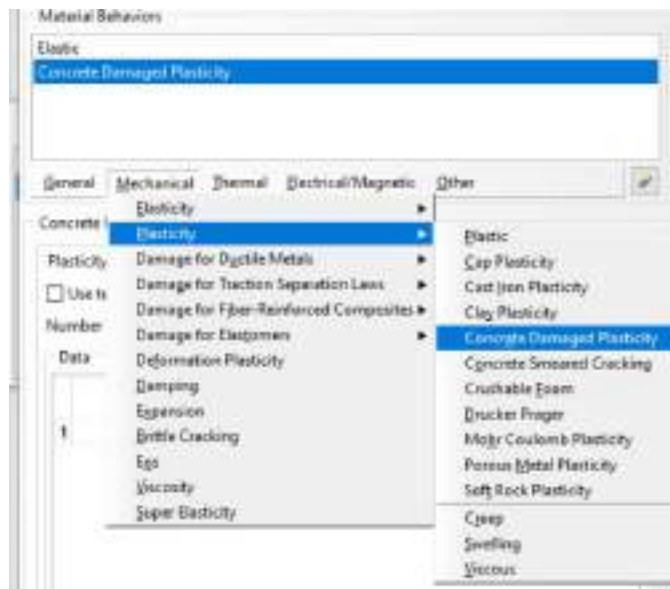 Material Behaviors
Elastic
Concrete Damaged Plasticity
General Mechanical Thermal Electrical/Magnetic Other
Elasticity
Concrete
Plasticity
Plasticity
Damage for Ductile Metals
Damage for Traction Separation Laws
Use
Damage for Fiber-Reinforced Composites
Number
Damage for Elastomers
Data
Deformation Plasticity
Damping
Expansion
1
Brittle Cracking
Eos
Viscosity
Super Elasticity
Plastic
Cap Plasticity
Cast Iron Plasticity
Clay Plasticity
Concrete Damaged Plasticity
Concrete Smeared Cracking
Crushable Foam
Drucker Prager
Mohr Coulomb Plasticity
Porous Metal Plasticity
Soft Rock Plasticity
Creep
Swelling
Viscous